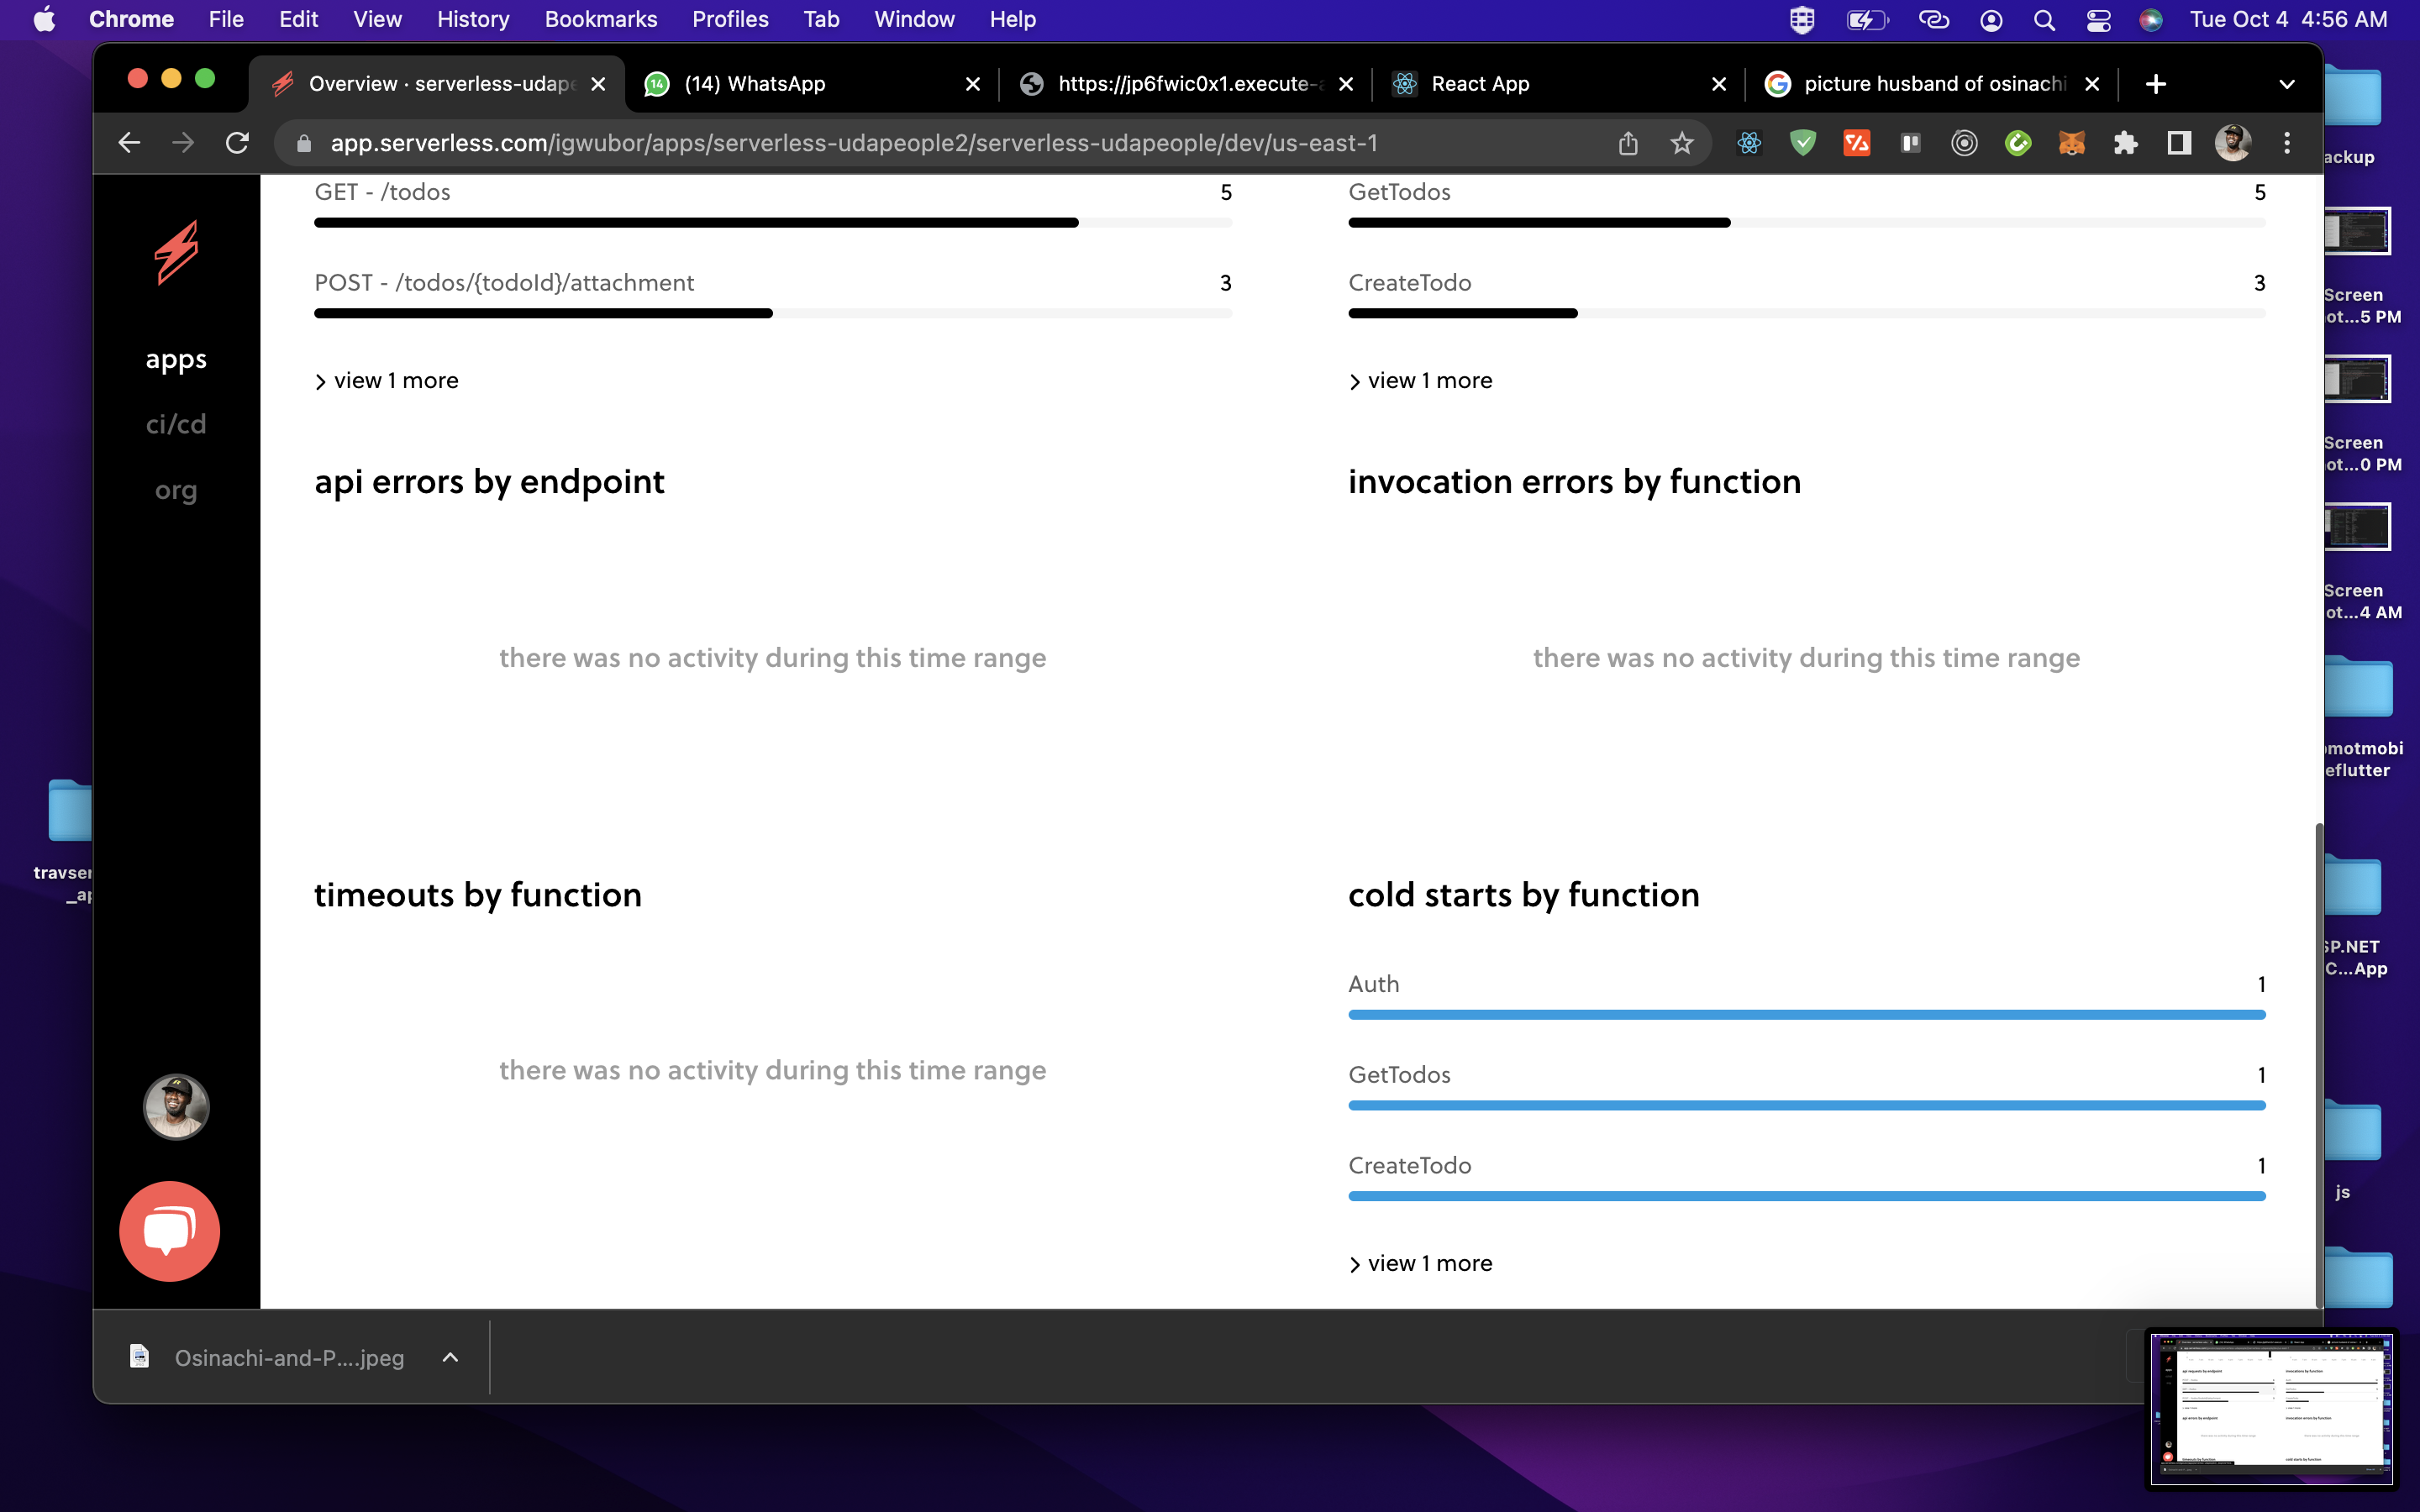 Chrome File Edit View History Bookmarks Profiles Tab Window Help Tue Oct 4 4:56 AM
Overview · serverless-udape (14) WhatsApp https://jp6fwic0x1.execute- React App picture husband of osinachi
app.serverless.com/igwubor/apps/serverless-udapeople2/serverless-udapeople/dev/us-east-1
apps
ci/cd
org
GET - /todos 5
POST - /todos/{todoId}/attachment 3
view 1 more
GetTodos 5
CreateTodo 3
view 1 more
api errors by endpoint
there was no activity during this time range
invocation errors by function
there was no activity during this time range
timeouts by function
there was no activity during this time range
cold starts by function
Auth 1
GetTodos 1
CreateTodo 1
view 1 more
Osinachi-and-P....jpeg
travser
_ap
ackup
Screen
ot...5 PM
Screen
ot...0 PM
Screen
ot...4 AM
motmobi
eflutter
SP.NET
C...App
js